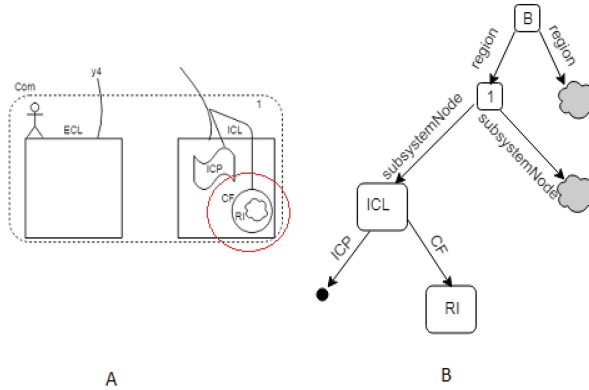 y4
Com
1
ECL
ICL
ICP
CF
RI
A
B
region
region
1
subsystemNode
subsystemNode
ICL
ICP
CF
RI
B